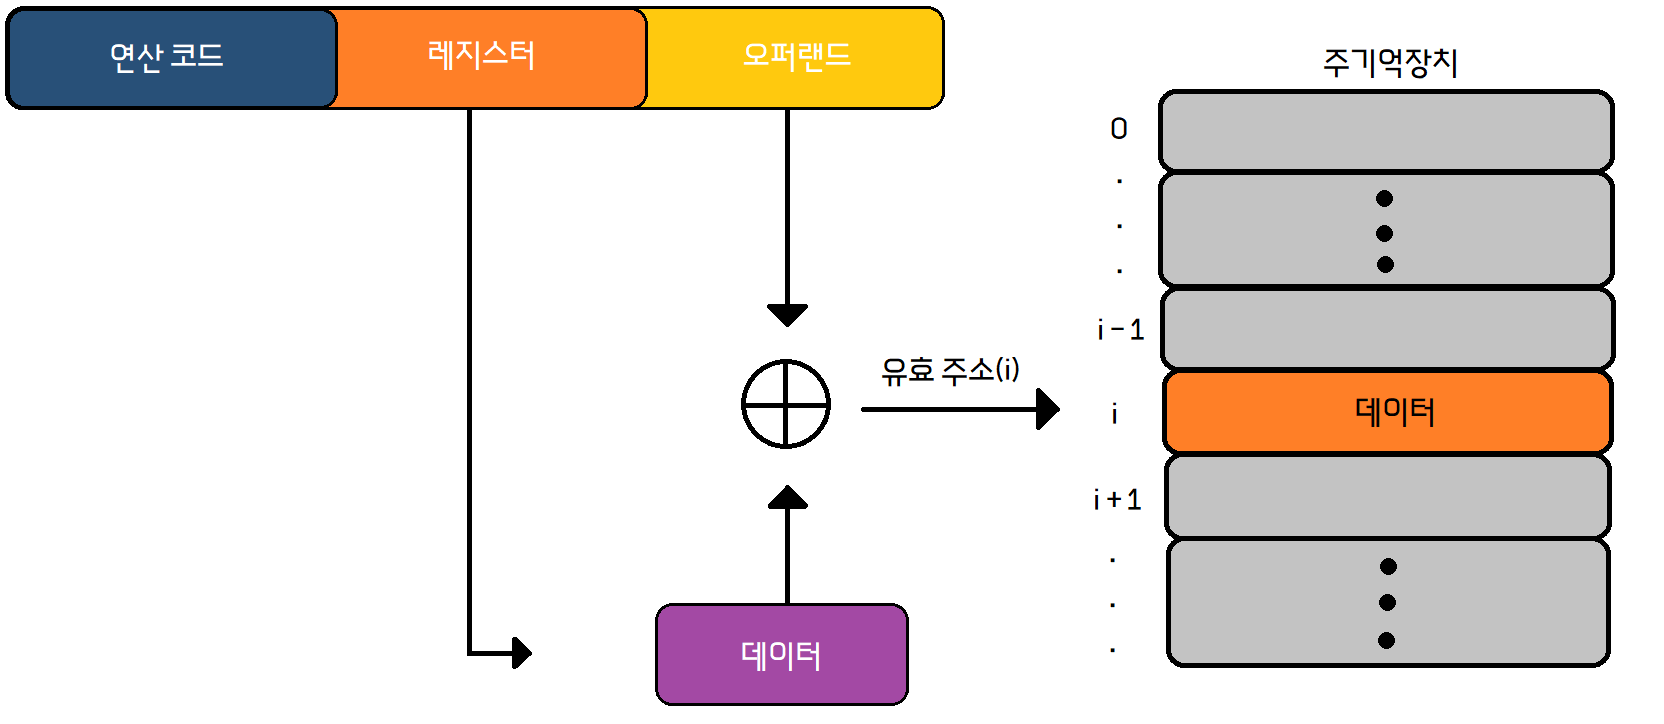 연산 코드
레지스터
오퍼랜드
주기억장치
0
.
.
.
i-1
유효 주소(i)
i
데이터
i+1
.
.
.
데이터